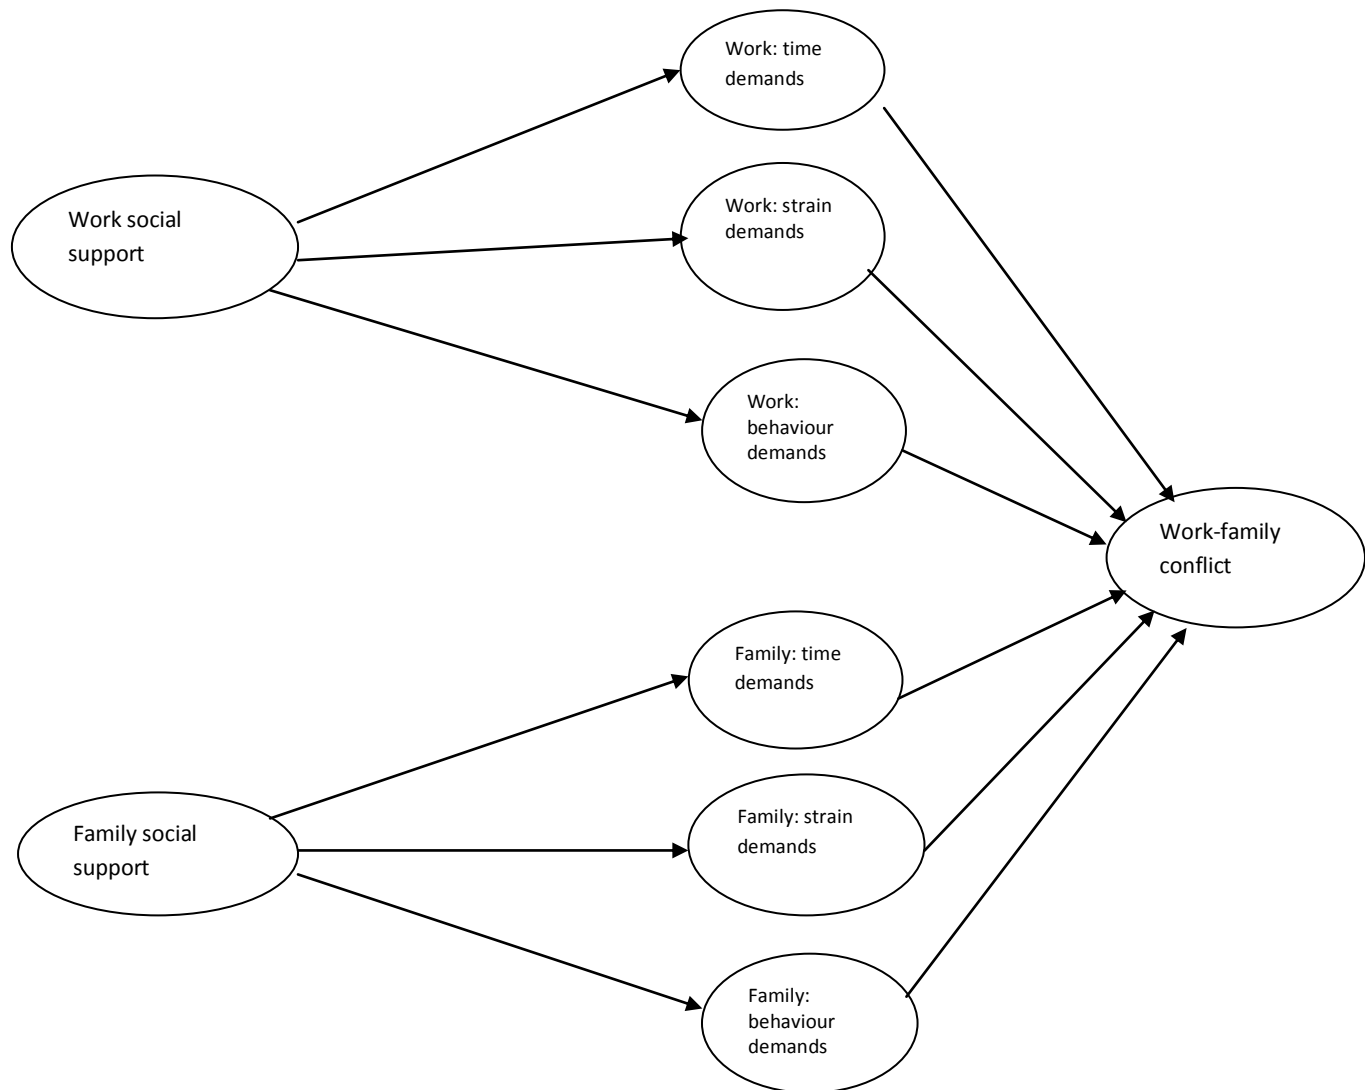 Work: time
demands
Work: strain
demands
Work social
support
Work:
behaviour
demands
Work-family
conflict
Family: time
demands
Family: strain
demands
Family social
support
Family:
behaviour
demands